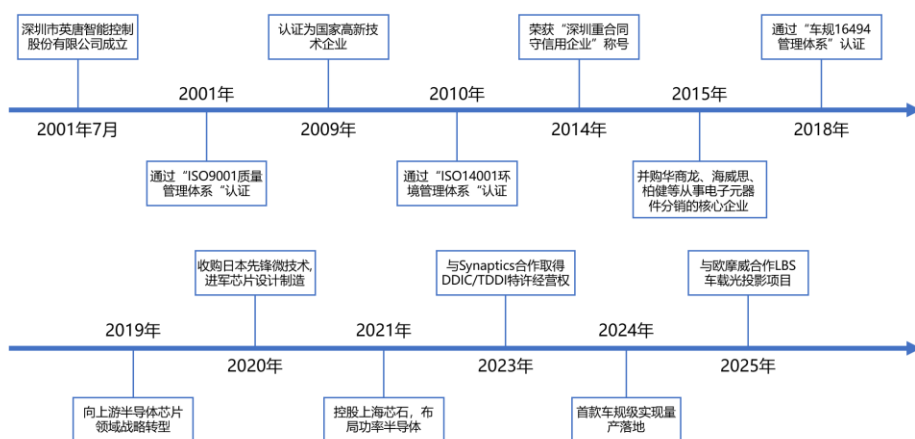 深圳市英唐智能控制
股份有限公司成立
认证为国家高新技
术企业
荣获“深圳重合同
守信用企业”称号
通过“车规16494
管理体系”认证
2001年
2010年
2015年
2001年7月
2009年
2014年
2018年
通过“ISO9001质量
管理体系“认证
通过“ISO14001环
境管理体系“认证
并购华商龙、海威思、
柏健等从事电子元器
件分销的核心企业
收购日本先锋微技术,
进军芯片设计制造
与Synaptics合作取得
DDIC/TDDI特许经营权
与欧摩威合作LBS
车载光投影项目
2019年
2021年
2024年
2020年
2023年
2025年
向上游半导体芯片
领域战略转型
控股上海芯石，布
局功率半导体
首款车规级实现量
产落地